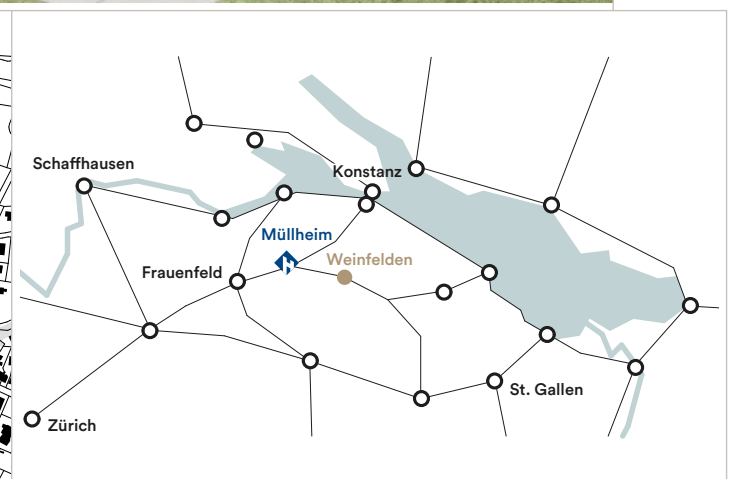 Schaffhausen
Konstanz
Müllheim
Weinfelden
Frauenfeld
St. Gallen
Zürich